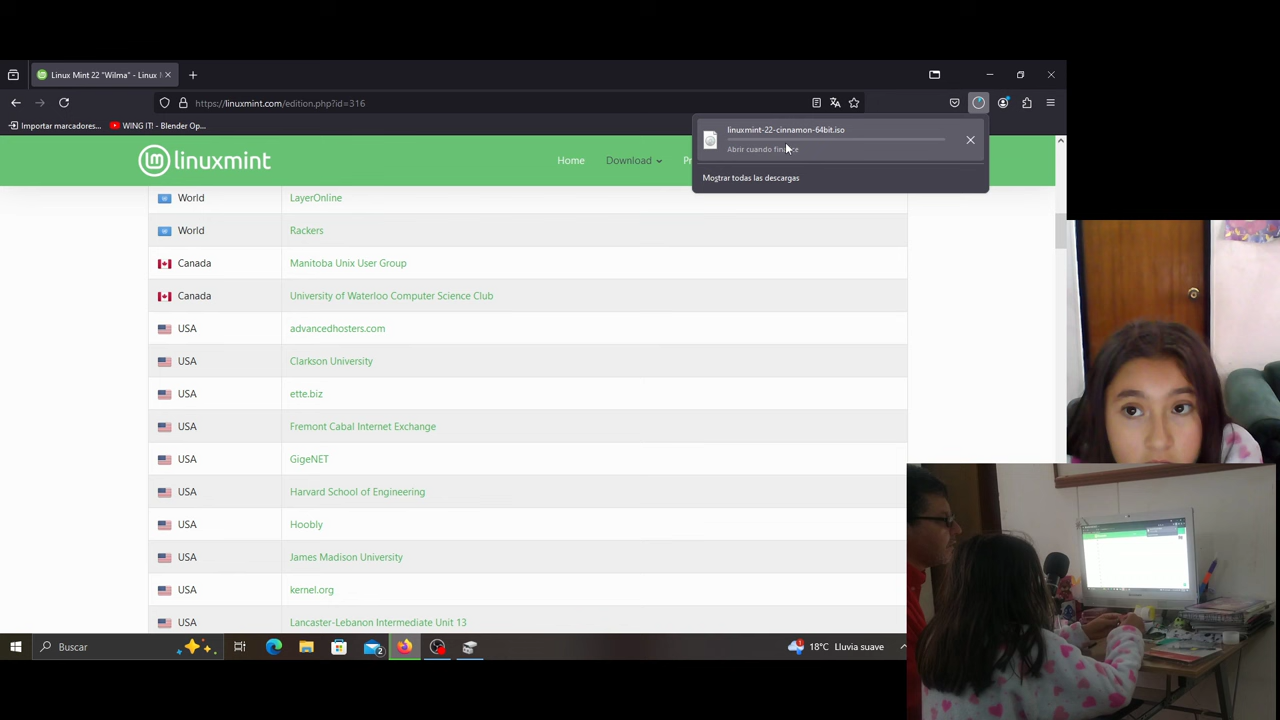 Linux Mint 22 "Wilma" - Linux
https://linuxmint.com/edition.php?id=316
Importar marcadores...
WING IT! - Blender Op...
linuxmint-22-cinnamon-64bit.iso
Abrir cuando finalice
Mostrar todas las descargas
linuxmint
Home
Download
World LayerOnline
World Rackers
Canada Manitoba Unix User Group
Canada University of Waterloo Computer Science Club
USA advancedhosters.com
USA Clarkson University
USA ette.biz
USA Fremont Cabal Internet Exchange
USA GigeNET
USA Harvard School of Engineering
USA Hoobly
USA James Madison University
USA kernel.org
USA Lancaster-Lebanon Intermediate Unit 13
Buscar
2
1
18°C Lluvia suave